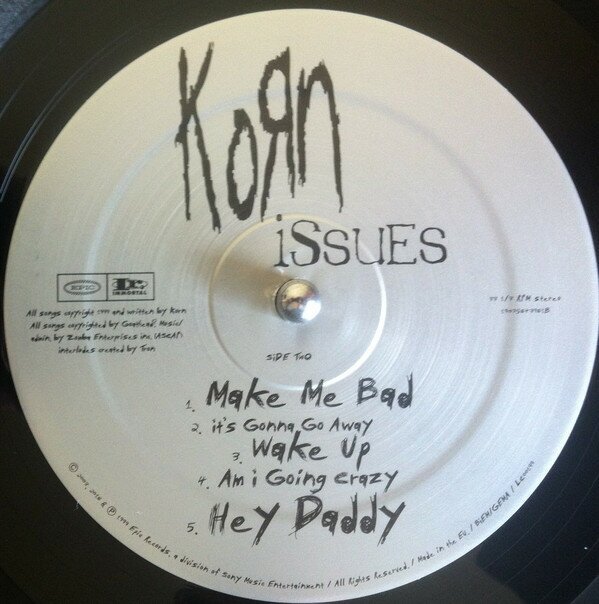 KoЯn
issues
EPIC
IMMORTAL
All songs copyright 1999 and written by Korn
All songs copyrighted by Goathead Music/
admin. by Zomba Enterprises inc. (ASCAP)
interludes created by Tron
33 1/3 RPM Stereo
SiDE TWO
1. Make Me Bad
2. it's Gonna Go Away
3. Wake Up
4. Am i Going crazy
5. Hey Daddy
1999 Epic Records, a division of Sony Music Entertainment / All Rights Reserved. / Made in the EU. / BiEM/GEMA /